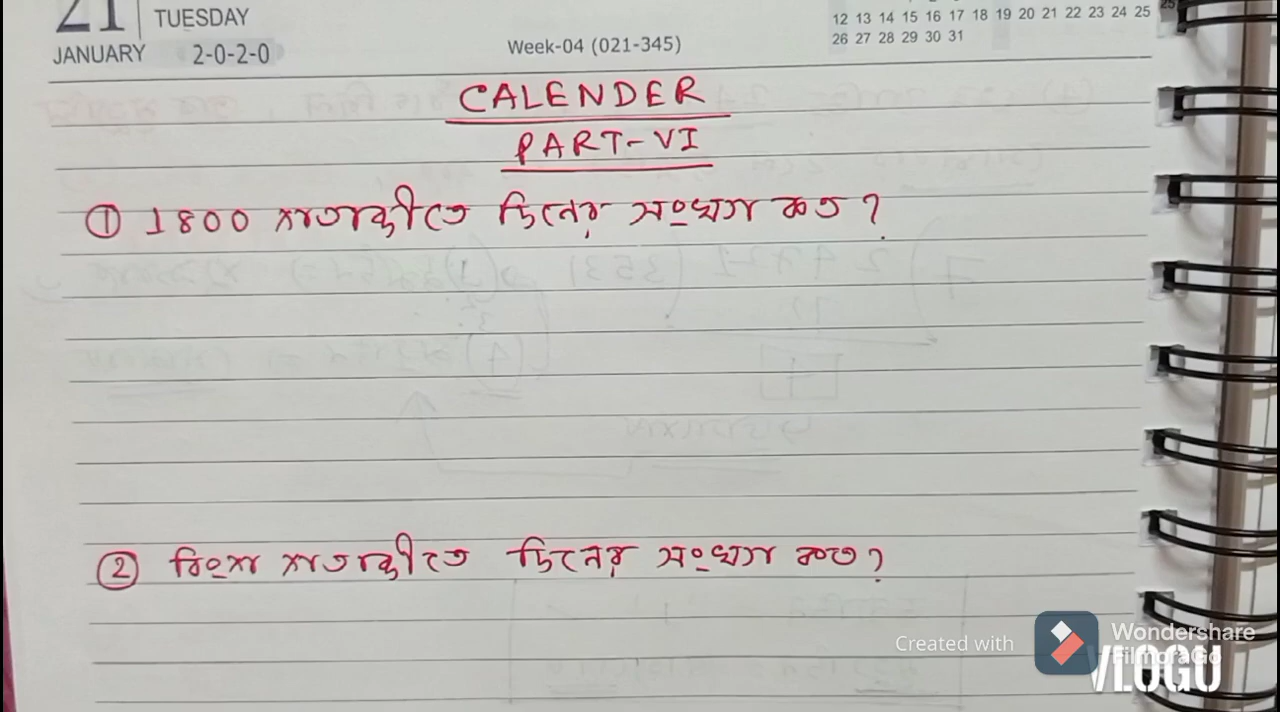 21 TUESDAY
JANUARY 2-0-2-0
Week-04 (021-345)
12 13 14 15 16 17 18 19 20 21 22 23 24 25
26 27 28 29 30 31
CALENDER
PART-VI
① 1800 শতাব্দীতে দিনের সংখ্যা কত ?
② বিংশ শতাব্দীতে দিনের সংখ্যা কত ?
Created with
Wondershare
FilmoraGo
VLOGU